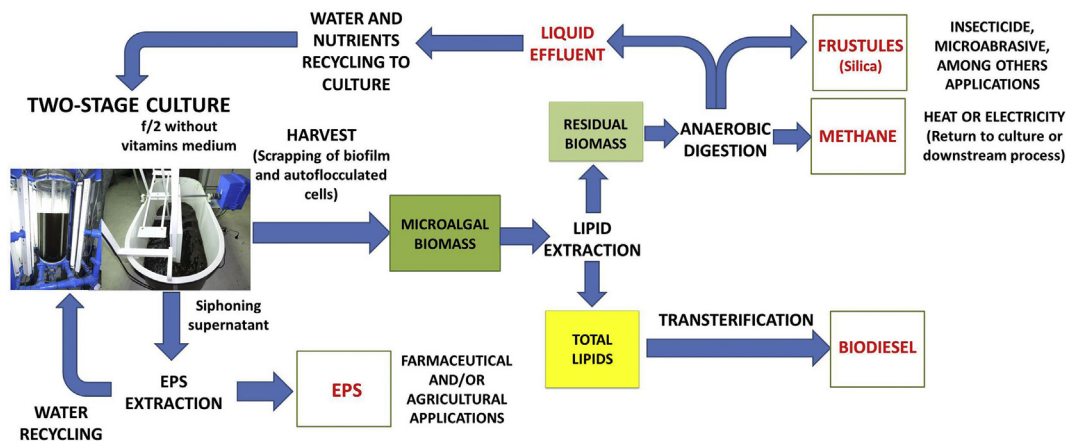 WATER AND
NUTRIENTS
RECYCLING TO
CULTURE
LIQUID
EFFLUENT
FRUSTULES
(Silica)
INSECTICIDE,
MICROABRASIVE,
AMONG OTHERS
APPLICATIONS
TWO-STAGE CULTURE
f/2 without
vitamins medium
HARVEST
(Scrapping of biofilm
and autoflocculated
cells)
RESIDUAL
BIOMASS
ANAEROBIC
DIGESTION
METHANE
HEAT OR ELECTRICITY
(Return to culture or
downstream process)
MICROALGAL
BIOMASS
LIPID
EXTRACTION
Siphoning
supernatant
TOTAL
LIPIDS
TRANSTERIFICATION
BIODIESEL
EPS
EXTRACTION
EPS
FARMACEUTICAL
AND/OR
AGRICULTURAL
APPLICATIONS
WATER
RECYCLING